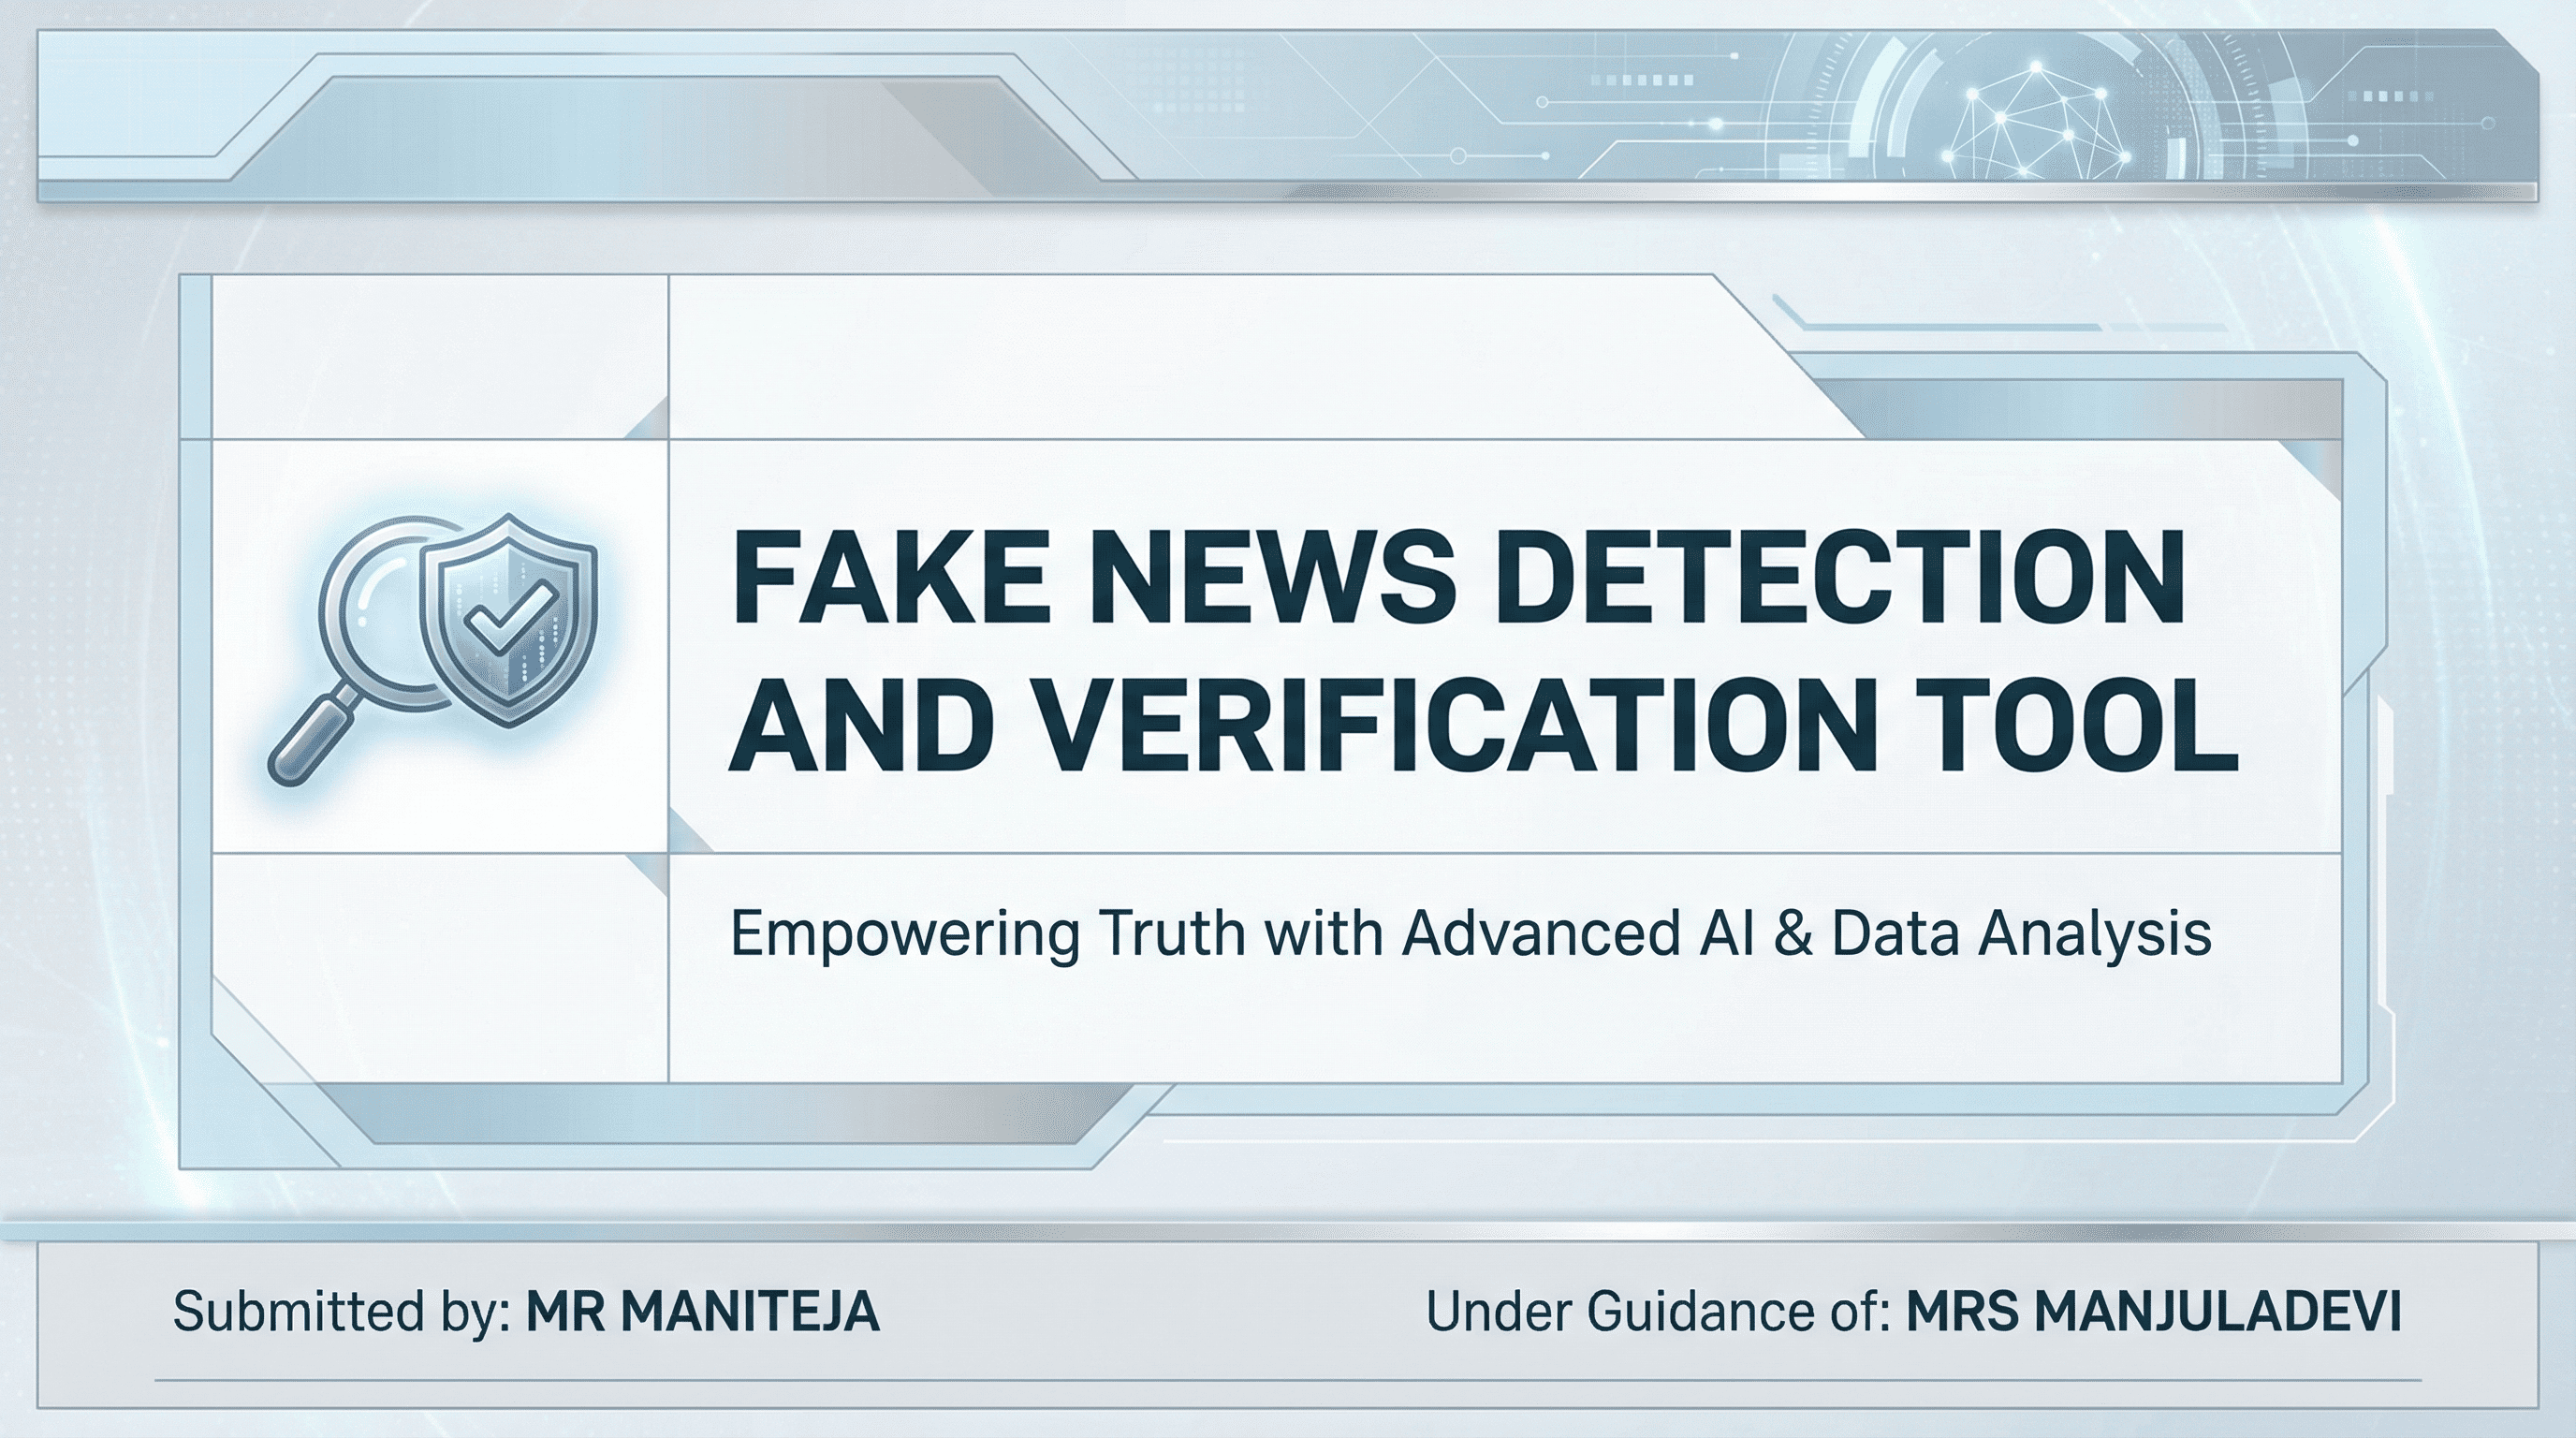 FAKE NEWS DETECTION
AND VERIFICATION TOOL
Empowering Truth with Advanced AI & Data Analysis
Submitted by: MR MANITEJA
Under Guidance of: MRS MANJULADEVI